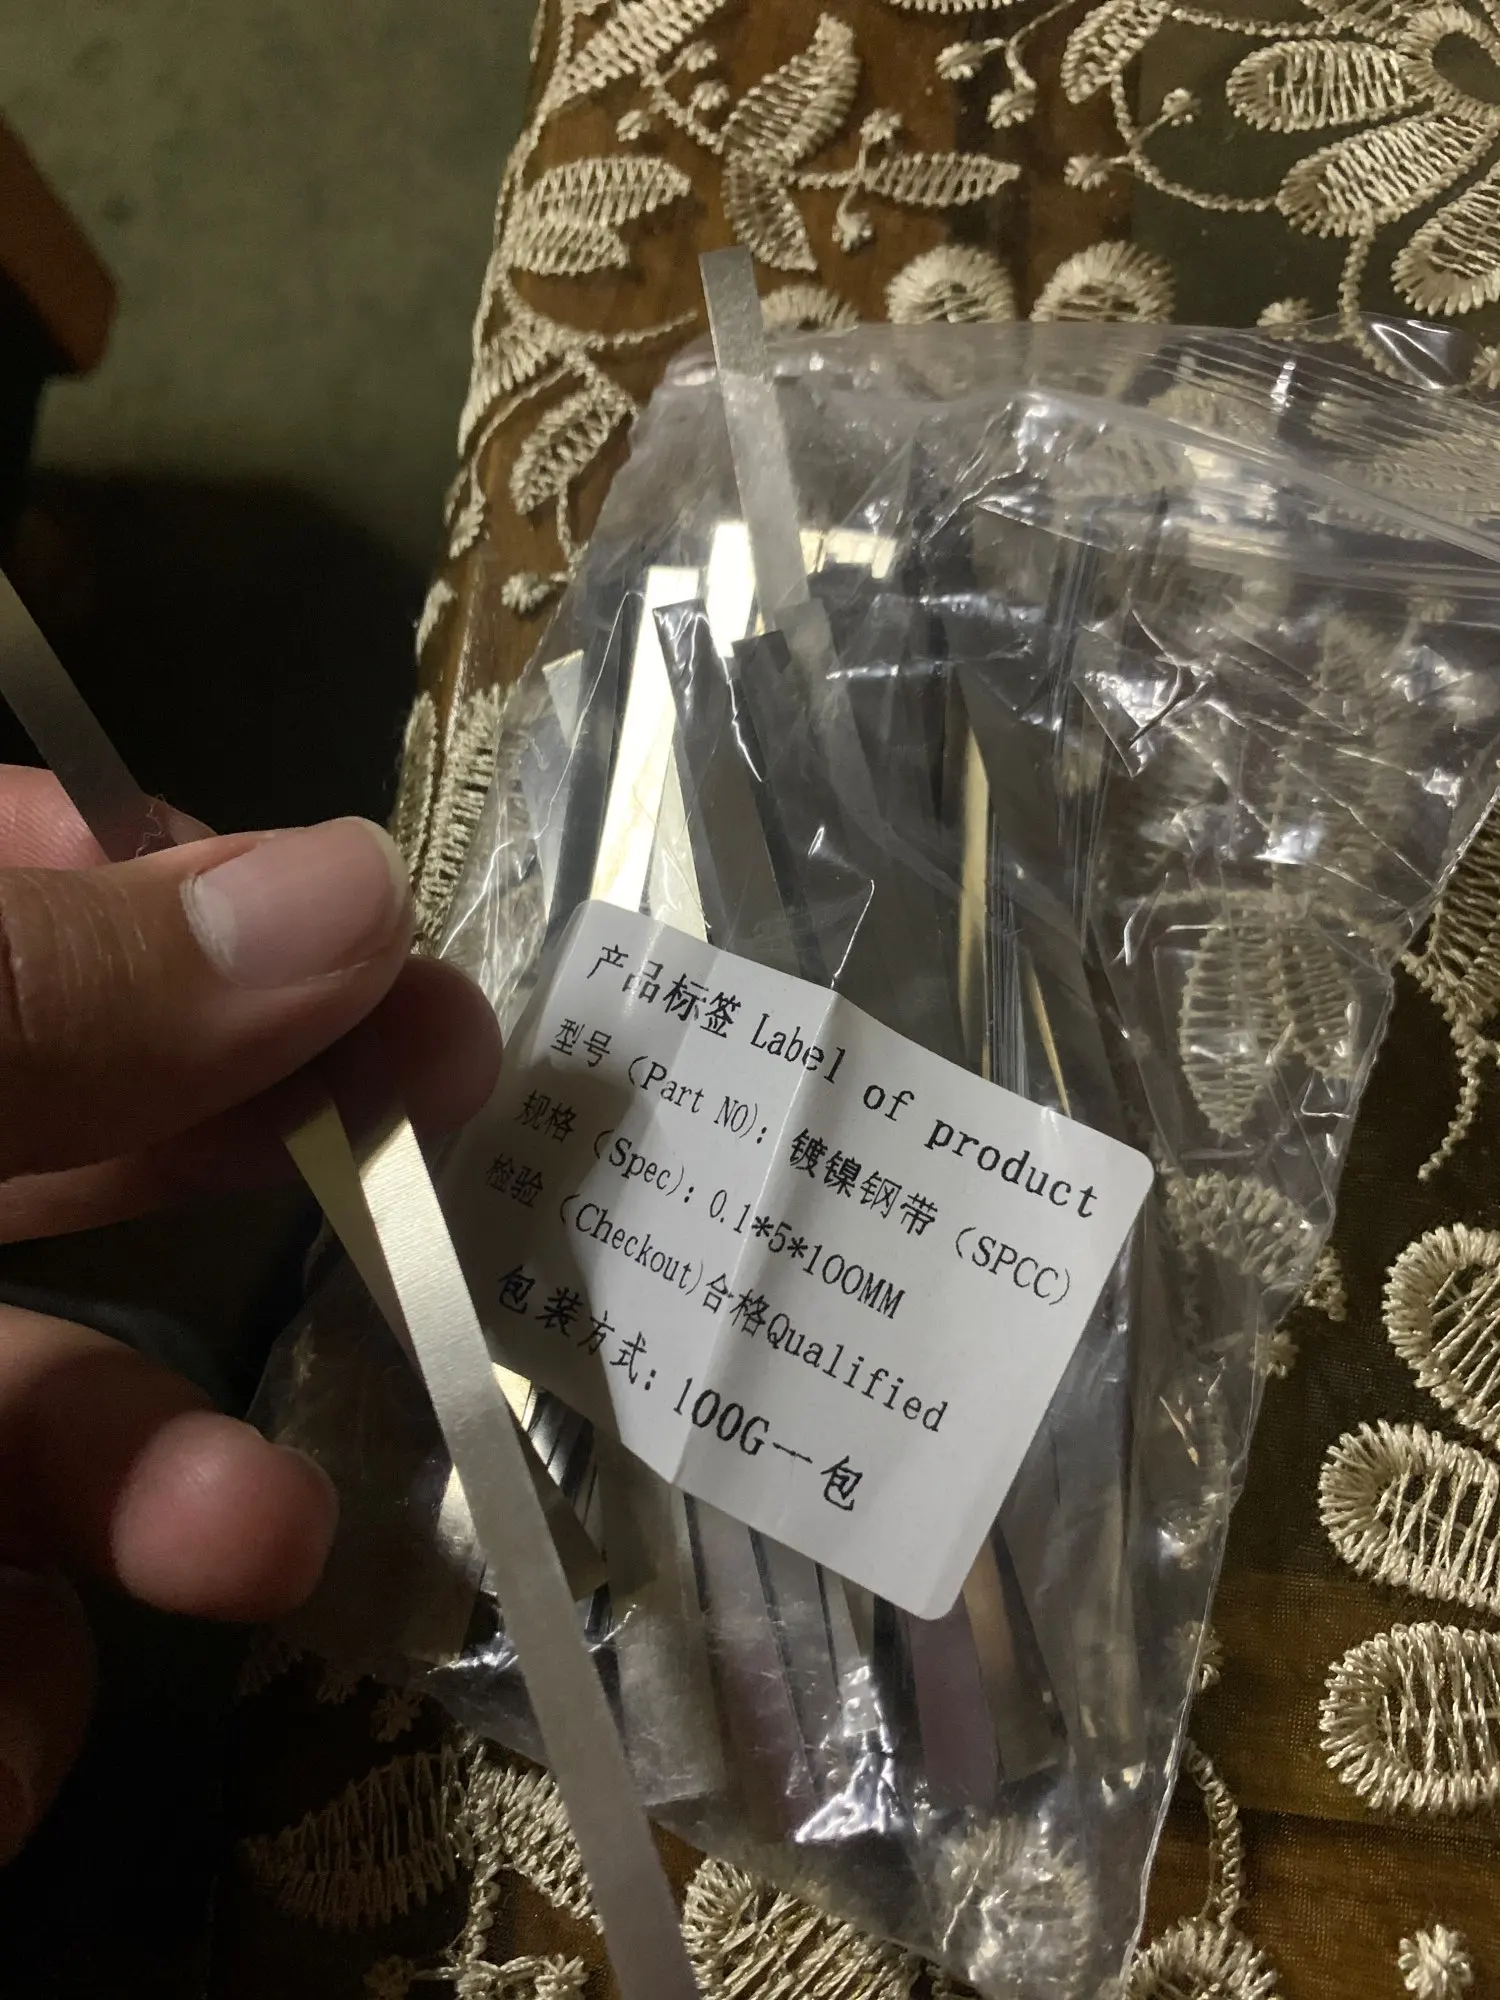 产品标签 Label of product
型号（Part NO）：镀镍钢带（SPCC）
规格（Spec）：0.1*5*100MM
检验（Checkout)合格Qualified
包装方式：100G一包